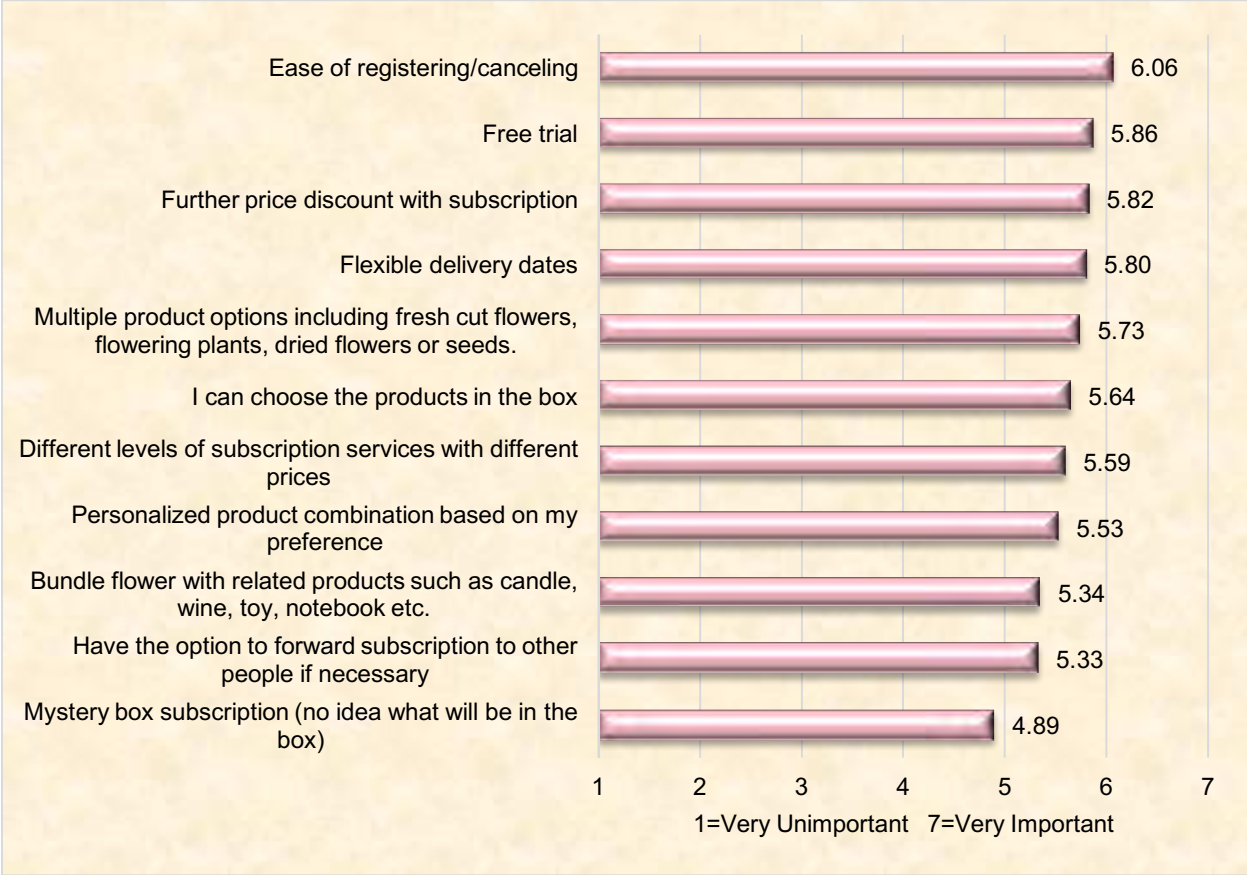 Ease of registering/canceling
6.06
Free trial
5.86
Further price discount with subscription
5.82
Flexible delivery dates
5.80
Multiple product options including fresh cut flowers,
flowering plants, dried flowers or seeds.
5.73
I can choose the products in the box
5.64
Different levels of subscription services with different
prices
5.59
Personalized product combination based on my
preference
5.53
Bundle flower with related products such as candle,
wine, toy, notebook etc.
5.34
Have the option to forward subscription to other
people if necessary
5.33
Mystery box subscription (no idea what will be in the
box)
4.89
1 2 3 4 5 6 7
1=Very Unimportant 7=Very Important